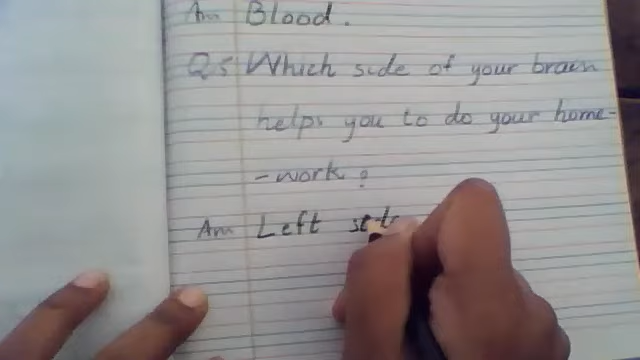 Ans Blood.
Q5 Which side of your brain
helps you to do your home-
-work?
Ans Left